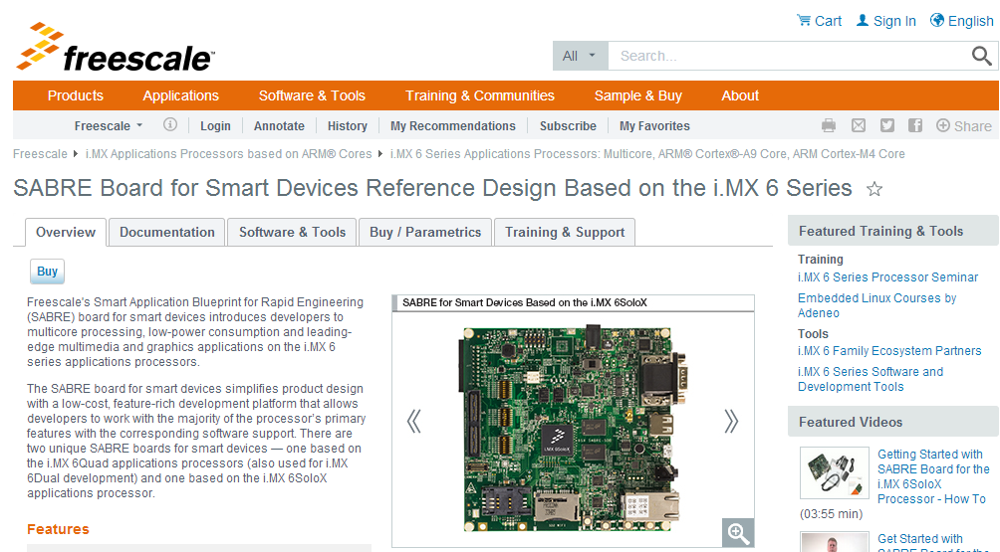 Cart Sign In English
freescale™
All Search...
Products Applications Software & Tools Training & Communities Sample & Buy About
Freescale Login Annotate History My Recommendations Subscribe My Favorites Share
Freescale i.MX Applications Processors based on ARM® Cores i.MX 6 Series Applications Processors: Multicore, ARM® Cortex®-A9 Core, ARM Cortex-M4 Core
SABRE Board for Smart Devices Reference Design Based on the i.MX 6 Series
Overview Documentation Software & Tools Buy / Parametrics Training & Support
Buy
Freescale's Smart Application Blueprint for Rapid Engineering
(SABRE) board for smart devices introduces developers to
multicore processing, low-power consumption and leading-
edge multimedia and graphics applications on the i.MX 6
series applications processors.
The SABRE board for smart devices simplifies product design
with a low-cost, feature-rich development platform that allows
developers to work with the majority of the processor's primary
features with the corresponding software support. There are
two unique SABRE boards for smart devices — one based on
the i.MX 6Quad applications processors (also used for i.MX
6Dual development) and one based on the i.MX 6SoloX
applications processor.
Features
SABRE for Smart Devices Based on the i.MX 6SoloX
i.MX 6SoloX
Featured Training & Tools
Training
i.MX 6 Series Processor Seminar
Embedded Linux Courses by
Adeneo
Tools
i.MX 6 Family Ecosystem Partners
i.MX 6 Series Software and
Development Tools
Featured Videos
Getting Started with
SABRE Board for the
i.MX 6SoloX
Processor - How To
(03:55 min)
Get Started with
SABRE Board for the